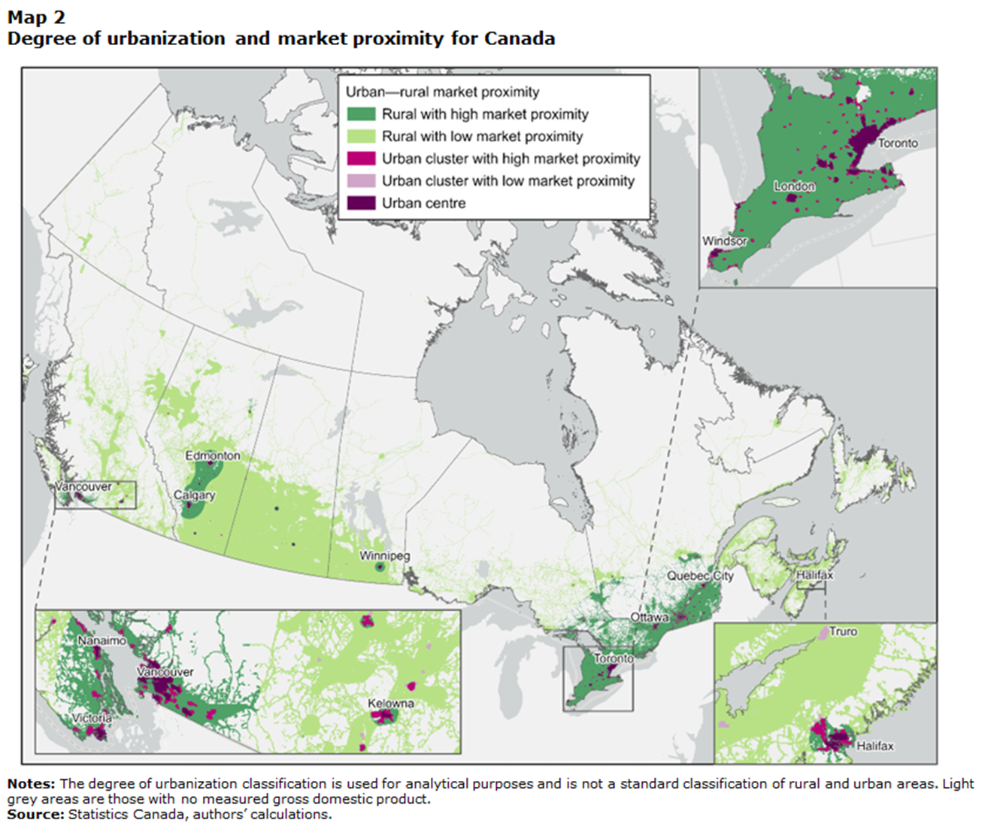 Map 2
Degree of urbanization and market proximity for Canada
Urban—rural market proximity
Rural with high market proximity
Rural with low market proximity
Urban cluster with high market proximity
Urban cluster with low market proximity
Urban centre
Toronto
London
Windsor
Edmonton
Calgary
Vancouver
Winnipeg
Quebec City
Halifax
Ottawa
Toronto
Nanaimo
Vancouver
Victoria
Kelowna
Truro
Halifax
Notes: The degree of urbanization classification is used for analytical purposes and is not a standard classification of rural and urban areas. Light
grey areas are those with no measured gross domestic product.
Source: Statistics Canada, authors’ calculations.